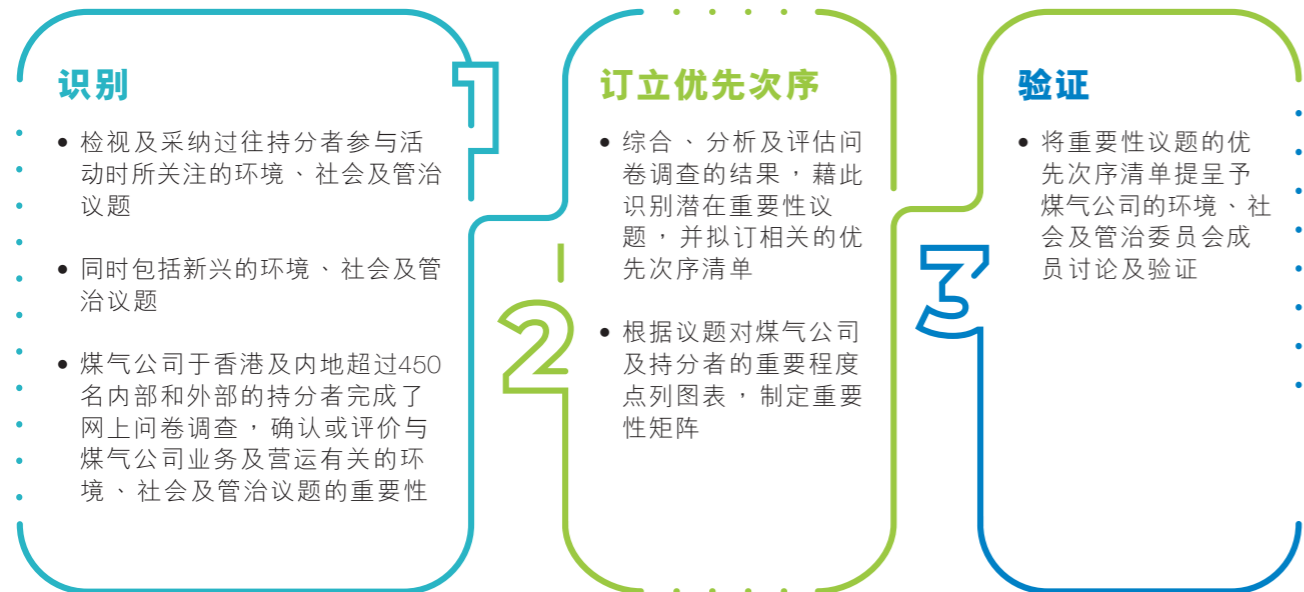 识别
1
• 检视及采纳过往持分者参与活
动时所关注的环境、社会及管治
议题
• 同时包括新兴的环境、社会及管
治议题
• 煤气公司于香港及内地超过450
名内部和外部的持分者完成了
网上问卷调查，确认或评价与
煤气公司业务及营运有关的环
境、社会及管治议题的重要性
订立优先次序
2
• 综合、分析及评估问
卷调查的结果，藉此
识别潜在重要性议
题，并拟订相关的优
先次序清单
• 根据议题对煤气公司
及持分者的重要程度
点列图表，制定重要
性矩阵
验证
3
• 将重要性议题的优
先次序清单提呈予
煤气公司的环境、社
会及管治委员会成
员讨论及验证